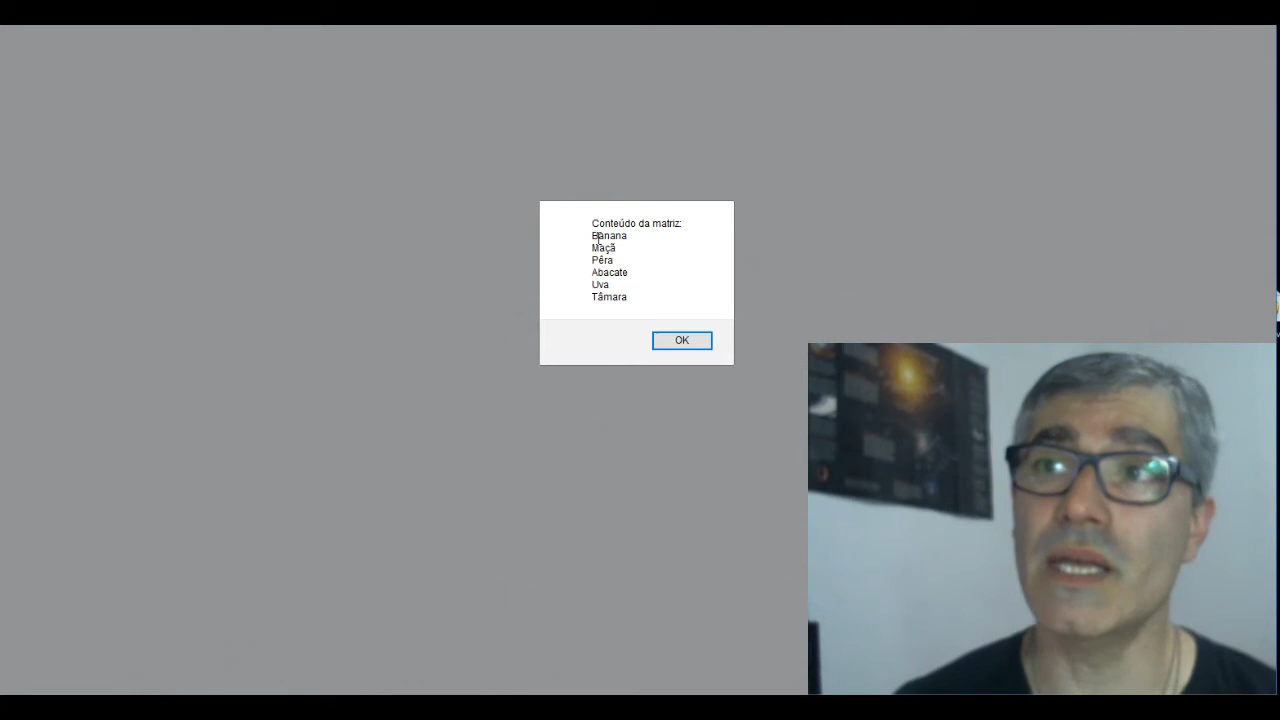 Conteúdo da matriz:
Banana
Maçã
Pêra
Abacate
Uva
Tâmara
OK